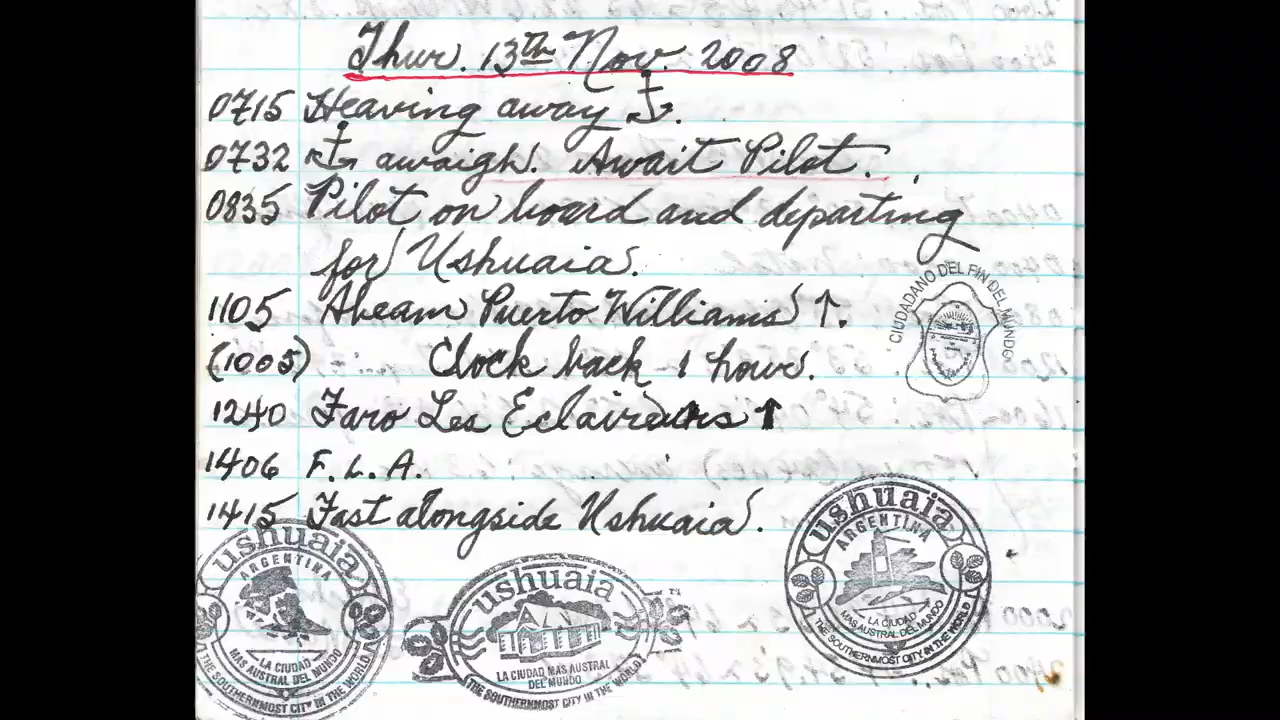 Thur. 13th Nov. 2008
0715 Heaving away ⚓.
0732 ⚓ awaigh. Await Pilot.
0835 Pilot on board and departing
for Ushuaia.
1105 Abeam Puerto Williams ↑.
(1005) Clock back 1 hour.
1240 Faro Les Eclaireurs ↑
1406 F.L.A.
1415 Fast alongside Ushuaia.
CIUDADANO DEL FIN DEL MUNDO
ushuaia
ARGENTINA
LA CIUDAD
MAS AUSTRAL DEL MUNDO
THE SOUTHERNMOST CITY IN THE WORLD
ushuaia
LA CIUDAD MAS AUSTRAL
DEL MUNDO
THE SOUTHERNMOST CITY IN THE WORLD
ushuaia
ARGENTINA
LA CIUDAD
MAS AUSTRAL DEL MUNDO
THE SOUTHERNMOST CITY IN THE WORLD